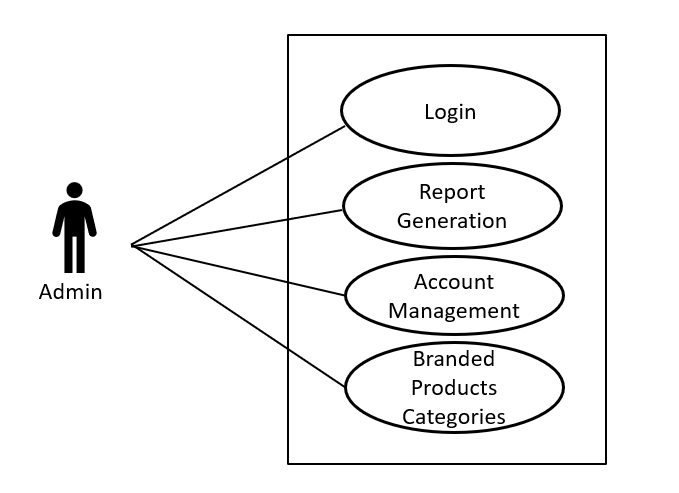 Login
Report
Generation
Admin
Account
Management
Branded
Products
Categories